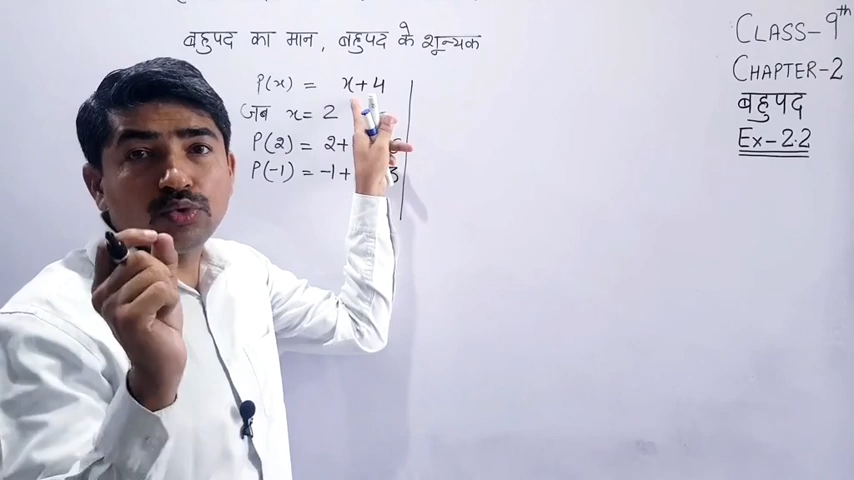 बहुपद का मान, बहुपद के शून्यक
P(x) = x+4
जब x= 2
P(2) = 2+
P(-1) = -1+ 3
CLASS-9th
CHAPTER-2
बहुपद
Ex-2.2